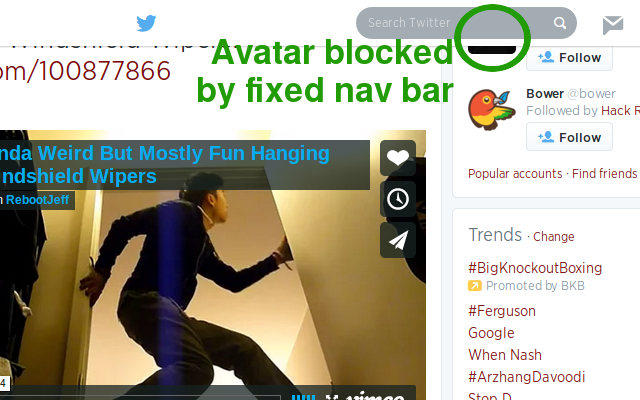 Search Twitter
Windshield Wipe
om/100877866
Avatar blocked
by fixed nav bar
Follow
Bower @bower
Followed by Hack R
Follow
Popular accounts · Find friends
nda Weird But Mostly Fun Hanging
ndshield Wipers
m RebootJeff
4
vimeo
Trends · Change
#BigKnockoutBoxing
Promoted by BKB
#Ferguson
Google
When Nash
#ArzhangDavoodi
Stop D